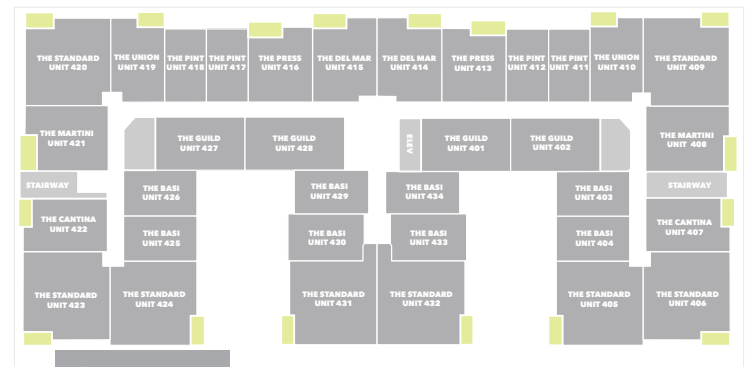 THE STANDARD
UNIT 420
THE UNION
UNIT 419
THE PINT
UNIT 418
THE PINT
UNIT 417
THE PRESS
UNIT 416
THE DEL MAR
UNIT 415
THE DEL MAR
UNIT 414
THE PRESS
UNIT 413
THE PINT
UNIT 412
THE PINT
UNIT 411
THE UNION
UNIT 410
THE STANDARD
UNIT 409
THE MARTINI
UNIT 421
THE GUILD
UNIT 427
THE GUILD
UNIT 428
ELEV
THE GUILD
UNIT 401
THE GUILD
UNIT 402
THE MARTINI
UNIT 408
STAIRWAY
THE BASI
UNIT 426
THE BASI
UNIT 429
THE BASI
UNIT 434
THE BASI
UNIT 403
STAIRWAY
THE CANTINA
UNIT 422
THE BASI
UNIT 425
THE BASI
UNIT 430
THE BASI
UNIT 433
THE BASI
UNIT 404
THE CANTINA
UNIT 407
THE STANDARD
UNIT 423
THE STANDARD
UNIT 424
THE STANDARD
UNIT 431
THE STANDARD
UNIT 432
THE STANDARD
UNIT 405
THE STANDARD
UNIT 406